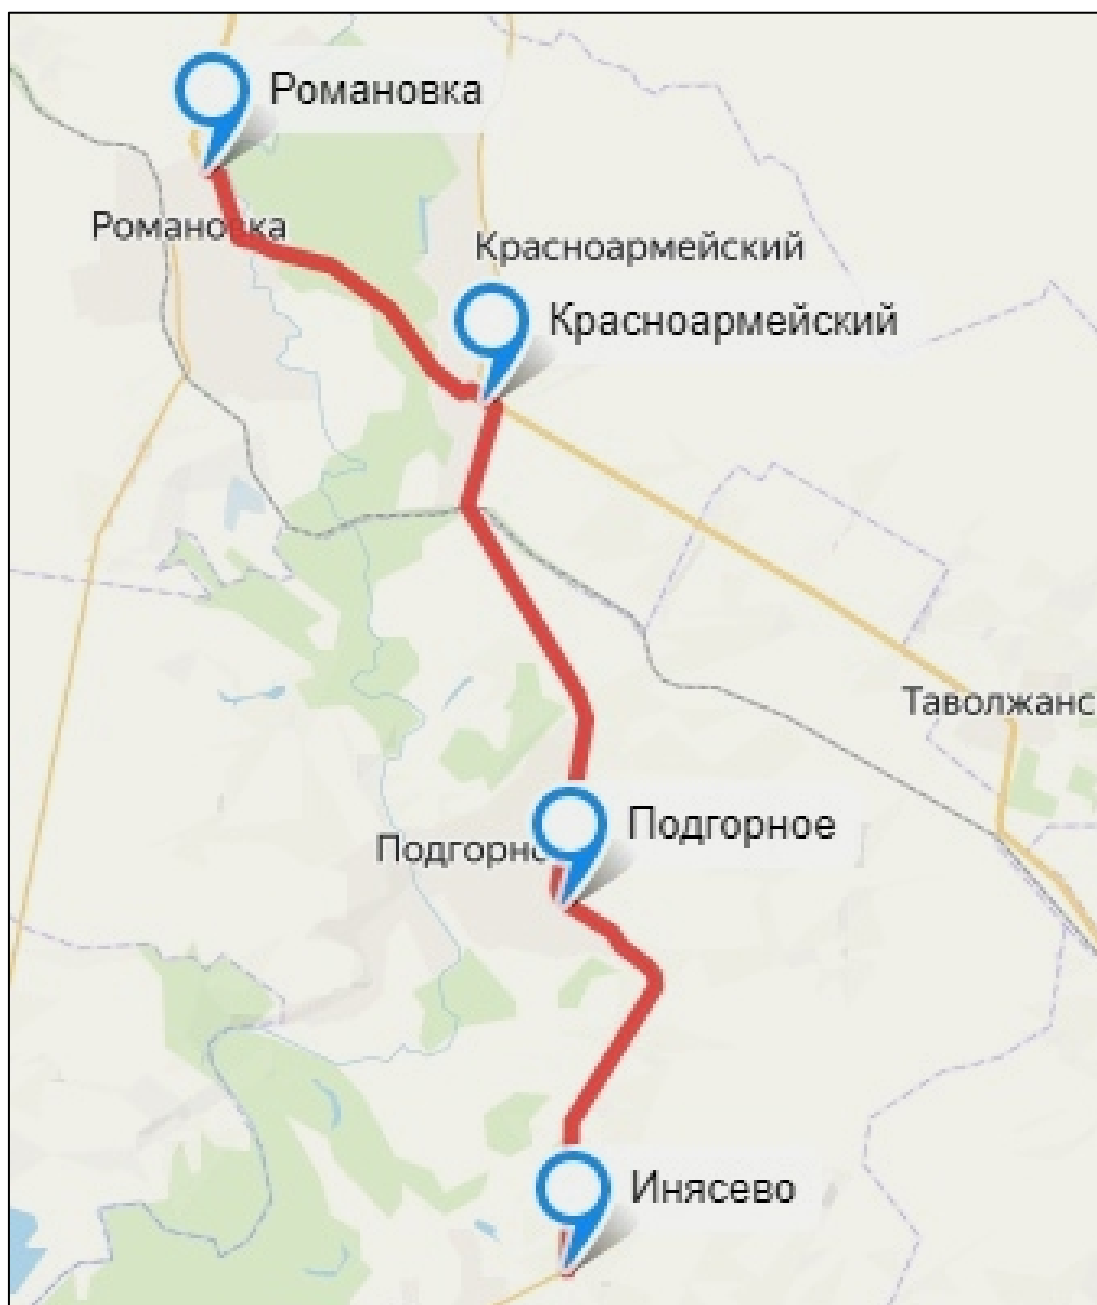 Романовка
Романовка
Красноармейский
Красноармейский
Таволжанс
Подгорное
Подгорно
Инясево